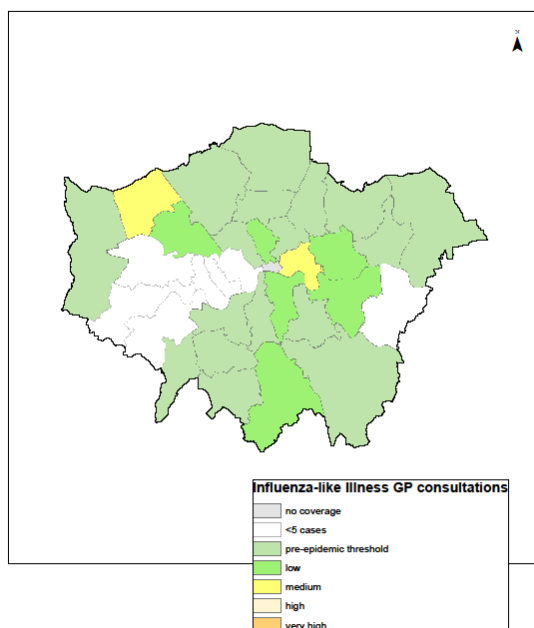 N
Influenza-like Illness GP consultations
no coverage
<5 cases
pre-epidemic threshold
low
medium
high
very high